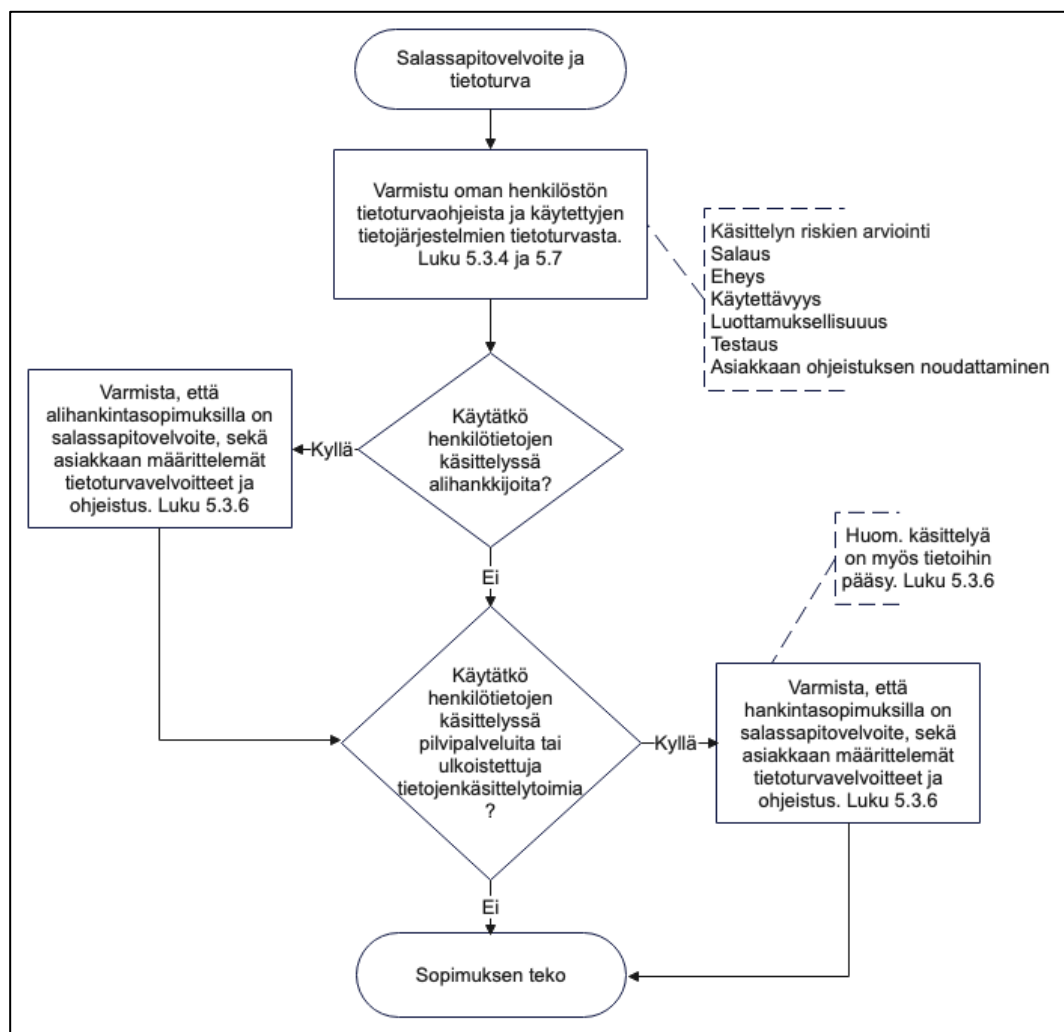 Salassapitovelvoite ja
tietoturva
Varmistu oman henkilöstön
tietoturvaohjeista ja käytettyjen
tietojärjestelmien tietoturvasta.
Luku 5.3.4 ja 5.7
Käsittelyn riskien arviointi
Salaus
Eheys
Käytettävyys
Luottamuksellisuuus
Testaus
Asiakkaan ohjeistuksen noudattaminen
Käytätkö
henkilötietojen
käsittelyssä
alihankkijoita?
Kyllä
Varmista, että
alihankintasopimuksilla on
salassapitovelvoite, sekä
asiakkaan määrittelemät
tietoturvavelvoitteet ja
ohjeistus. Luku 5.3.6
Ei
Huom. käsittelyä
on myös tietoihin
pääsy. Luku 5.3.6
Käytätkö
henkilötietojen
käsittelyssä
pilvipalveluita tai
ulkoistettuja
tietojenkäsittelytoimia
?
Kyllä
Varmista, että
hankintasopimuksilla on
salassapitovelvoite, sekä
asiakkaan määrittelemät
tietoturvavelvoitteet ja
ohjeistus. Luku 5.3.6
Ei
Sopimuksen teko